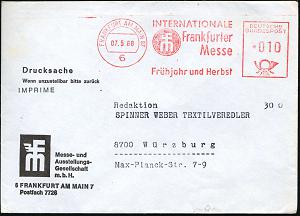 FRANKFURT AM MAIN
07.5.68
6
INTERNATIONALE
Frankfurter
Messe
Frühjahr und Herbst
DEUTSCHE
BUNDESPOST
010
Drucksache
Wenn unzustellbar bitte zurück
IMPRIME
Redaktion 300
SPINNER WEBER TEXTILVEREDLER
8700 Würzburg
Max-Planck-Str. 7-9
Messe- und
Ausstellungs-
Gesellschaft
m.b.H.
6 FRANKFURT AM MAIN 7
Postfach 7726